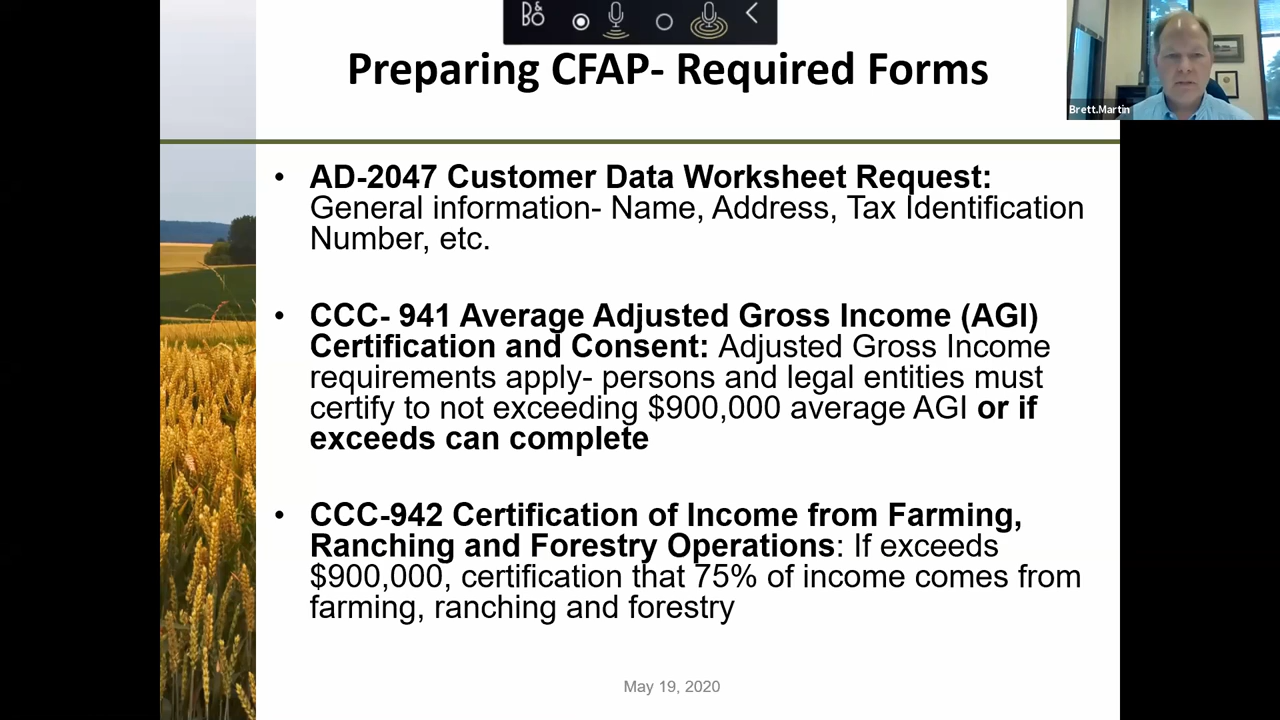 B&O
Preparing CFAP- Required Forms
Brett.Martin
• AD-2047 Customer Data Worksheet Request:
General information- Name, Address, Tax Identification
Number, etc.
• CCC- 941 Average Adjusted Gross Income (AGI)
Certification and Consent: Adjusted Gross Income
requirements apply- persons and legal entities must
certify to not exceeding $900,000 average AGI or if
exceeds can complete
• CCC-942 Certification of Income from Farming,
Ranching and Forestry Operations: If exceeds
$900,000, certification that 75% of income comes from
farming, ranching and forestry
May 19, 2020